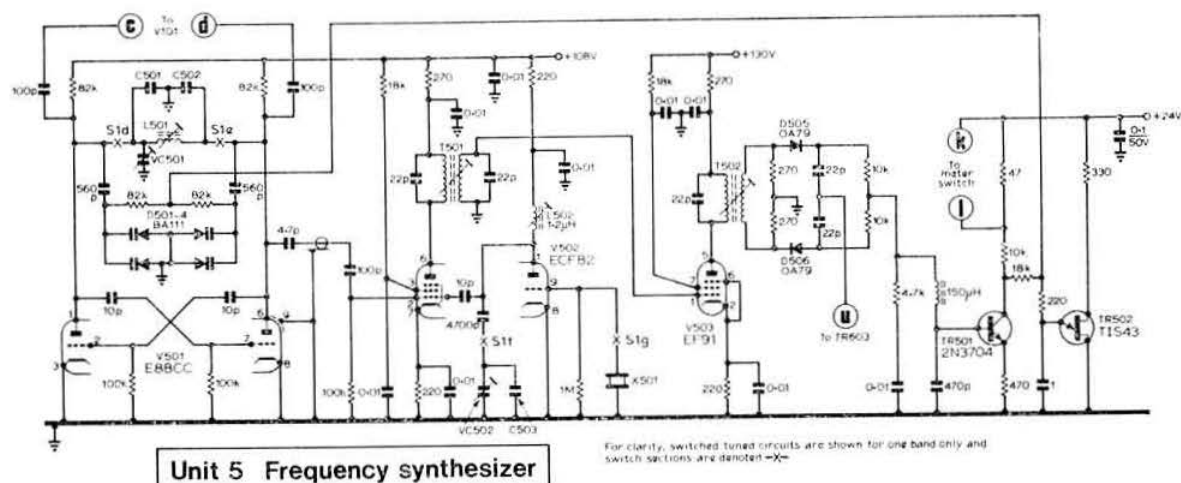 c
To
V101
d
+108V
+130V
+24V
100p
82k
C501
C502
82k
100p
18k
270
0·01
220
18k
0·01
0·01
270
S1d
L501
S1e
0·01
D505
OA79
0·1
50V
VC501
T501
22p
22p
0·01
T502
22p
270
22p
10k
To
meter
switch
47
330
560
p
82k
82k
560
p
D501-4
BA111
L502
1-2µH
270
22p
10k
D506
OA79
10k
18k
4·7p
100p
V502
ECF82
10p
4700p
4·7k
150µH
220
10p
10p
S1f
S1g
V503
EF91
u
To TR603
TR501
2N3704
TR502
TIS43
V501
E88CC
100k
100k
100k
0·01
220
0·01
1M
X501
220
0·01
0·01
470p
470
1
VC502
C503
Unit 5 Frequency synthesizer
For clarity, switched tuned circuits are shown for one band only and
switch sections are denoted -X-